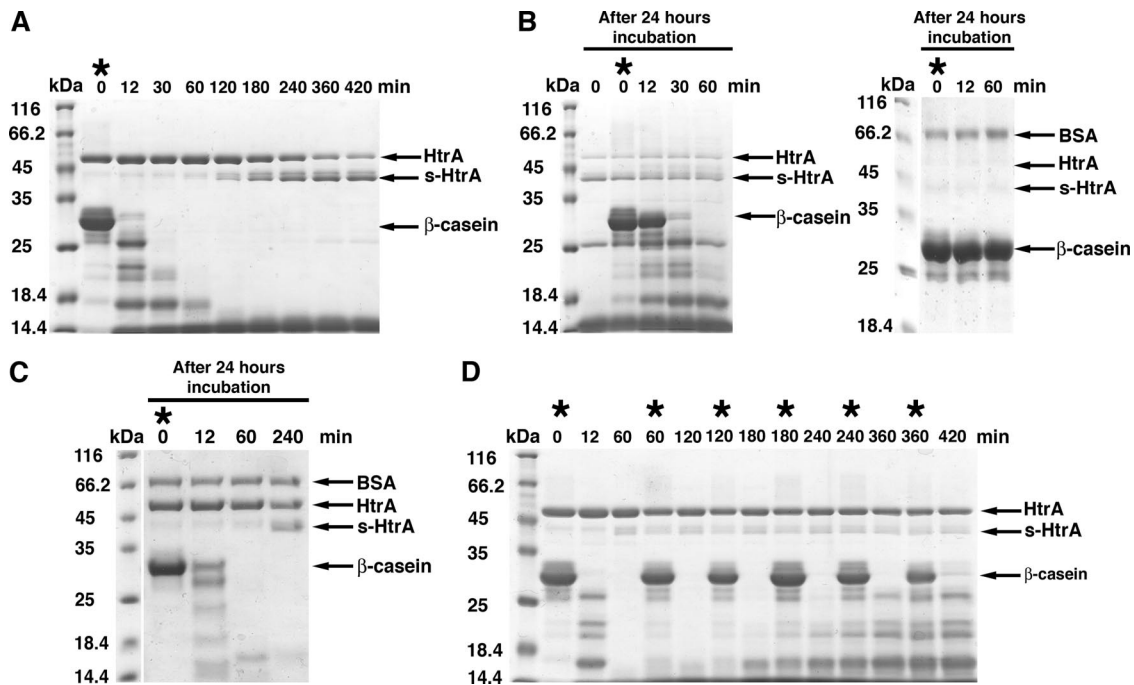 A
kDa
*
0 12 30 60 120 180 240 360 420 min
116
66.2
45
35
25
18.4
14.4
HtrA
s-HtrA
β-casein
B
After 24 hours
incubation
kDa
*
0 0 12 30 60 min
116
66.2
45
35
25
18.4
14.4
HtrA
s-HtrA
β-casein
After 24 hours
incubation
*
kDa 0 12 60 min
116
66.2
45
35
25
18.4
BSA
HtrA
s-HtrA
β-casein
C
After 24 hours
incubation
*
kDa 0 12 60 240 min
116
66.2
45
35
25
18.4
14.4
BSA
HtrA
s-HtrA
β-casein
D
* * * * * *
kDa 0 12 60 60 120 120 180 180 240 240 360 360 420 min
116
66.2
45
35
25
18.4
14.4
HtrA
s-HtrA
β-casein